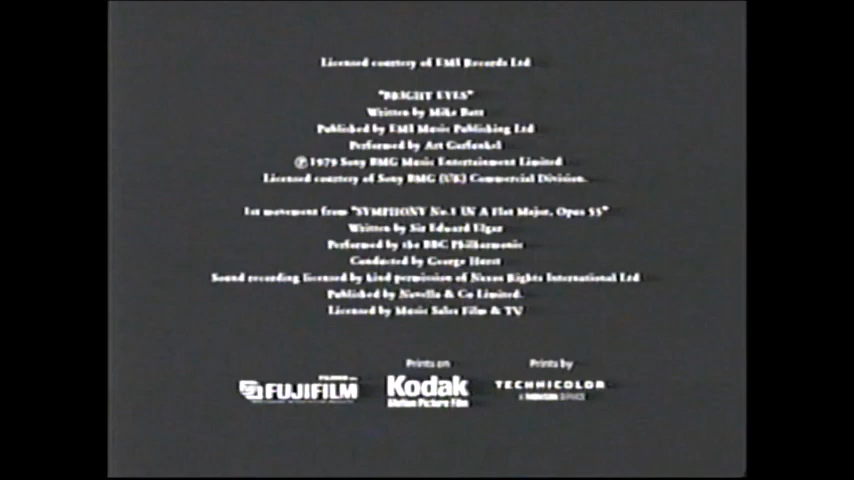 Licensed courtesy of EMI Records Ltd
"BRIGHT EYES"
Written by Mike Batt
Published by EMI Music Publishing Ltd
Performed by Art Garfunkel
℗ 1979 Sony BMG Music Entertainment Limited
Licensed courtesy of Sony BMG (UK) Commercial Division.
1st movement from "SYMPHONY No.1 IN A Flat Major, Opus 55"
Written by Sir Edward Elgar
Performed by the BBC Philharmonic
Conducted by George Hurst
Sound recording licensed by kind permission of Naxos Rights International Ltd
Published by Novello & Co Limited.
Licensed by Music Sales Film & TV
Prints on
Prints by
FUJIFILM
Kodak
TECHNICOLOR
Motion Picture Film